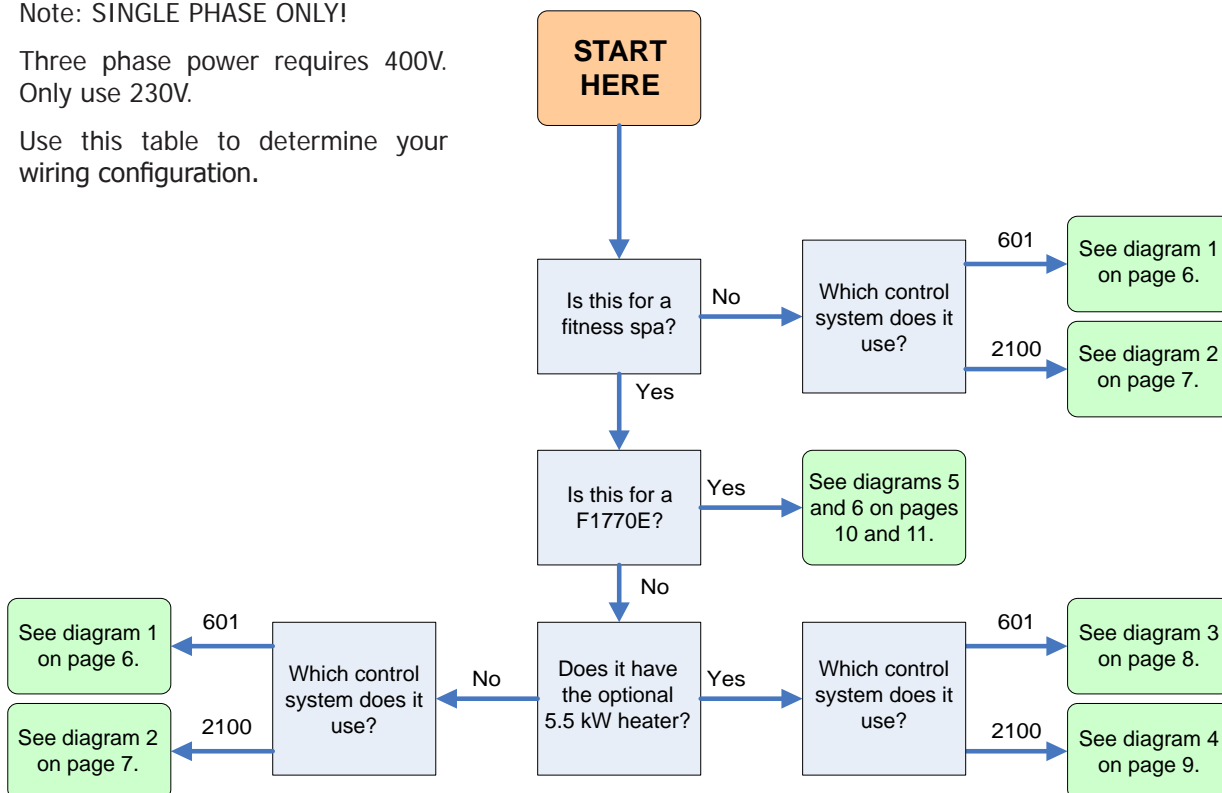 Note: SINGLE PHASE ONLY!
Three phase power requires 400V.
Only use 230V.
Use this table to determine your
wiring configuration.
START
HERE
Is this for a
fitness spa?
No
Which control
system does it
use?
601
See diagram 1
on page 6.
2100
See diagram 2
on page 7.
Yes
Is this for a
F1770E?
Yes
See diagrams 5
and 6 on pages
10 and 11.
No
Does it have
the optional
5.5 kW heater?
No
Which control
system does it
use?
601
See diagram 1
on page 6.
2100
See diagram 2
on page 7.
Yes
Which control
system does it
use?
601
See diagram 3
on page 8.
2100
See diagram 4
on page 9.